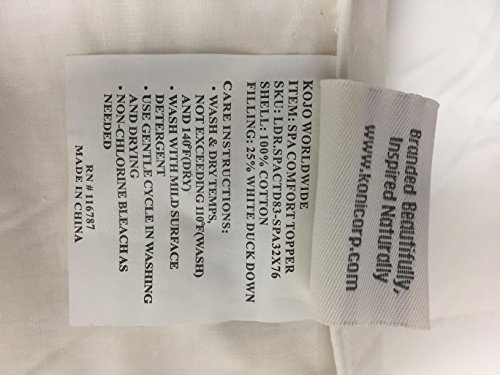 Branded Beautifully,
Inspired Naturally
www.konicorp.com
KOJO WORLDWIDE
ITEM: SPA COMFORT TOPPER
SKU: LDR.SPACTD83-SPA32X76
SHELL: 100% COTTON
FILLING: 25% WHITE DUCK DOWN
CARE INSTRUCTIONS:
• WASH & DRY TEMPS,
NOT EXCEEDING 110℉(WASH)
AND 140℉(DRY)
• WASH WITH MILD SURFACE
DETERGENT
• USE GENTLE CYCLE IN WASHING
AND DRYING
• NON-CHLORINE BLEACH AS
NEEDED
RN # 116787
MADE IN CHINA